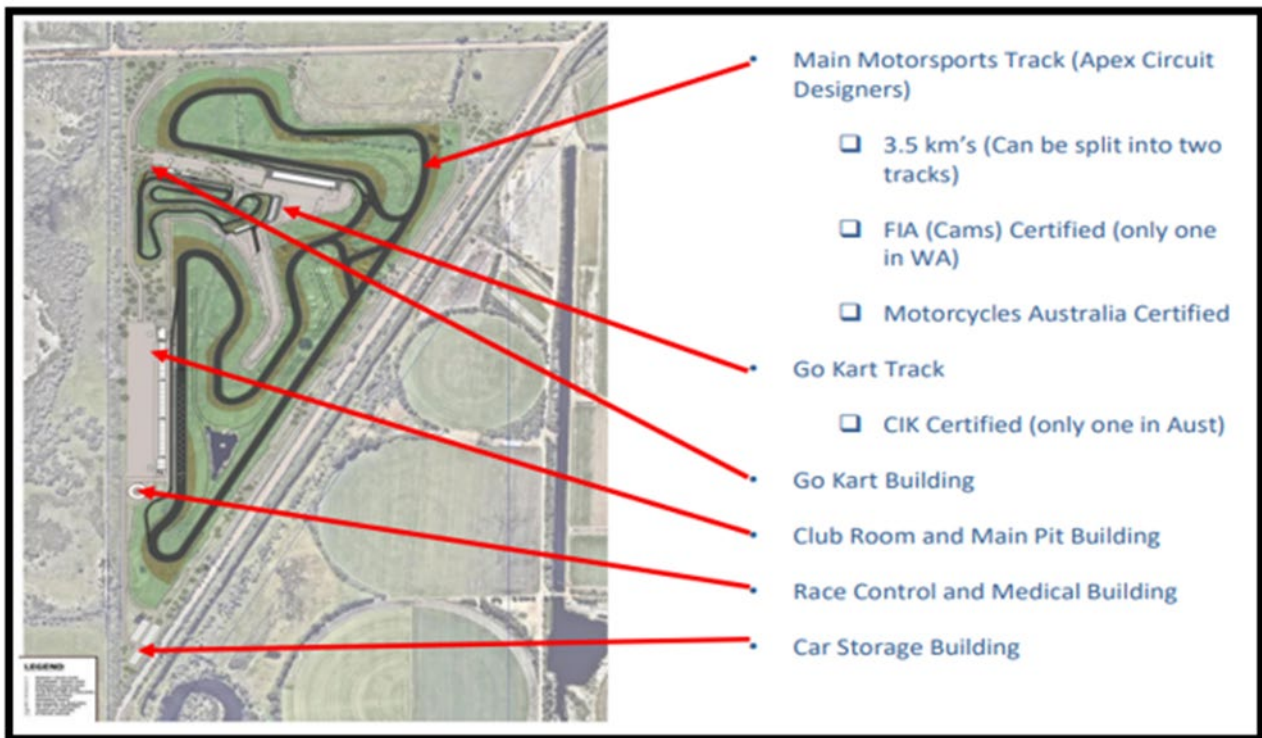 • Main Motorsports Track (Apex Circuit
Designers)
❑ 3.5 km's (Can be split into two
tracks)
❑ FIA (Cams) Certified (only one
in WA)
❑ Motorcycles Australia Certified
• Go Kart Track
❑ CIK Certified (only one in Aust)
• Go Kart Building
• Club Room and Main Pit Building
• Race Control and Medical Building
• Car Storage Building
LEGEND